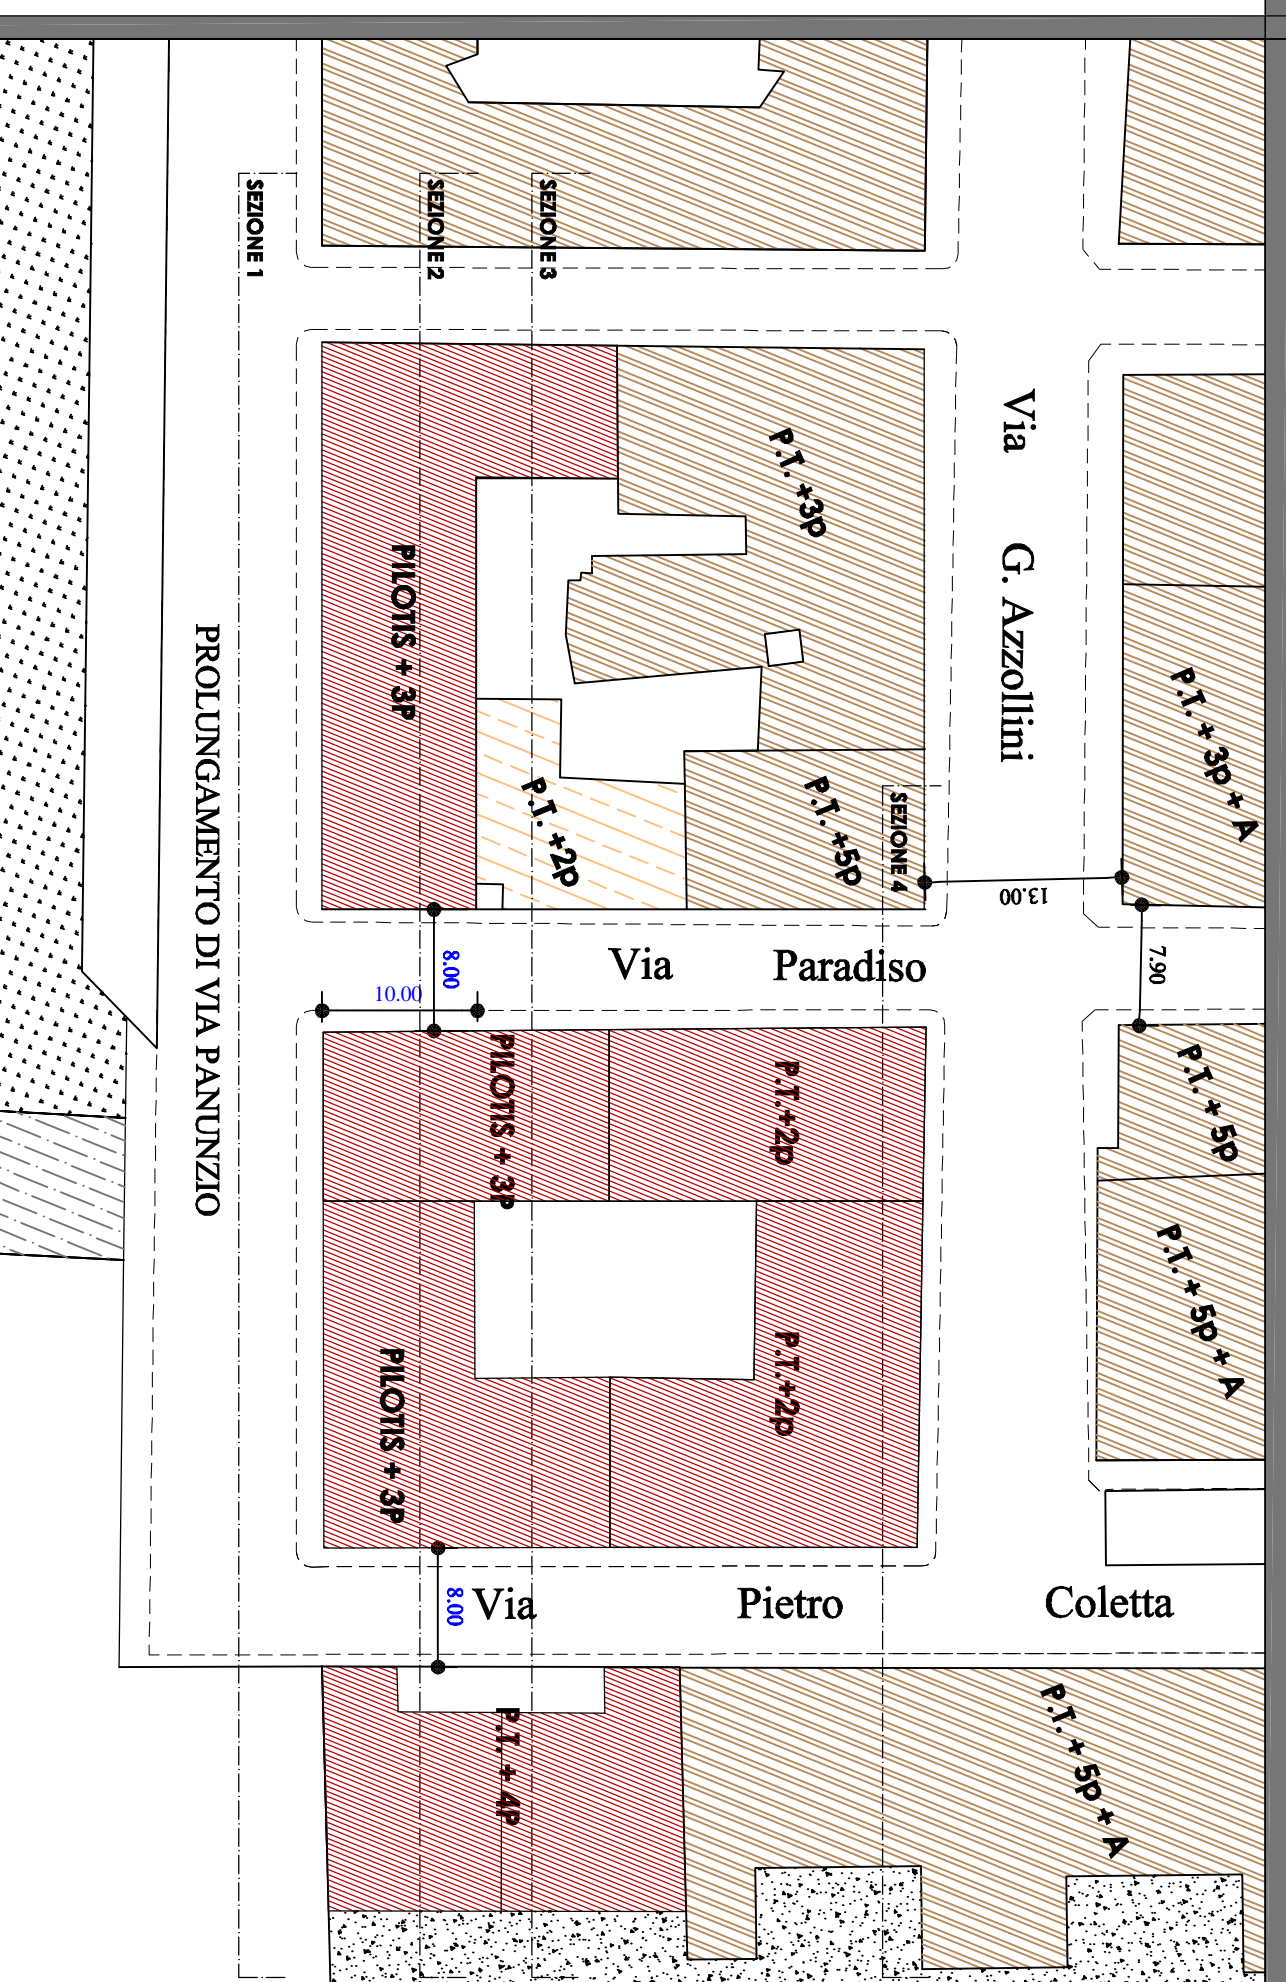 SEZIONE 1
SEZIONE 2
SEZIONE 3
P.T. +3p
Via G. Azzollini
PILOTIS + 3P
PROLUNGAMENTO DI VIA PANUNZIO
P.T. + 3p + A
P.T. +2p
P.T. +5p
SEZIONE 4
13.00
7.90
8.00
10.00
Via Paradiso
PILOTIS + 3P
P.T.+2p
P.T. + 5p
P.T. + 5p + A
PILOTIS + 3P
P.T.+2p
8.00
Via Pietro Coletta
P.T. + 4P
P.T. + 5p + A